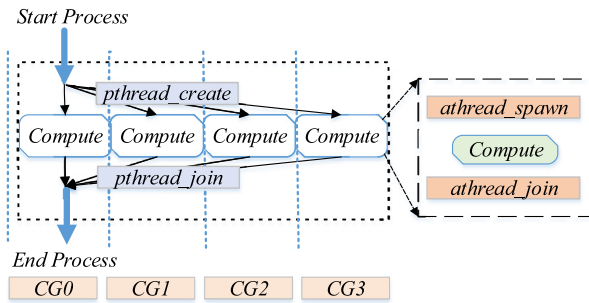 Start Process
pthread_create
athread_spawn
Compute
Compute
Compute
Compute
Compute
pthread_join
athread_join
End Process
CG0
CG1
CG2
CG3